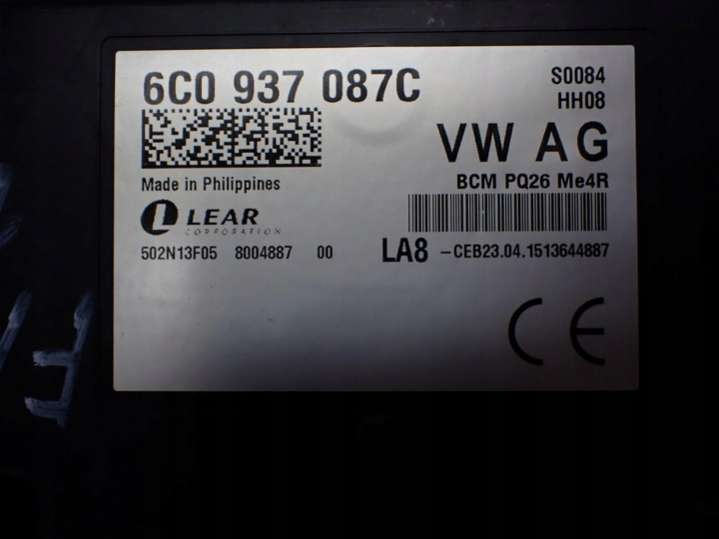 6C0 937 087C
S0084
HH08
VW AG
BCM PQ26 Me4R
Made in Philippines
LEAR
CORPORATION
502N13F05 8004887 00
LA8 -CEB23.04.1513644887
CE